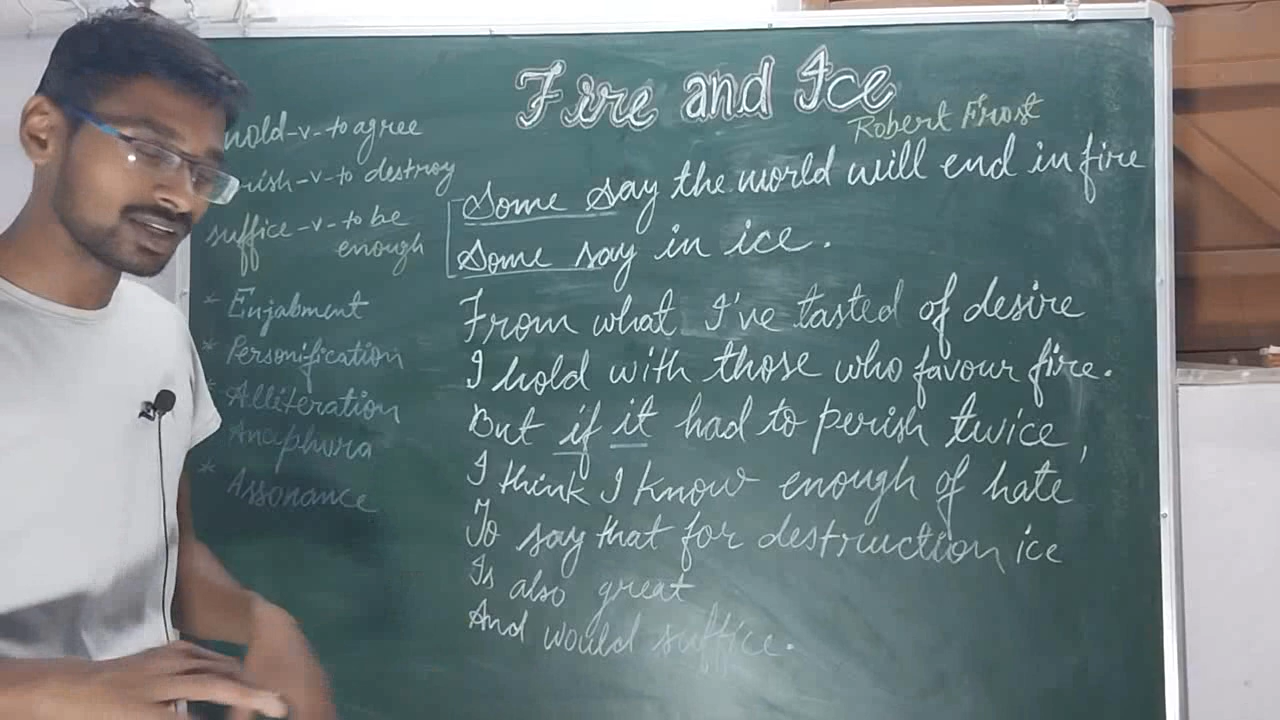 Fire and Ice
Robert Frost
hold-v-to agree
rish-v-to destroy
suffice-v-to be
enough
* Enjabment
* Personification
* Alliteration
* Anaphora
* Assonance
Some say the world will end in fire
Some say in ice.
From what I've tasted of desire
I hold with those who favour fire.
But if it had to perish twice,
I think I know enough of hate
To say that for destruction ice
Is also great
And would suffice.